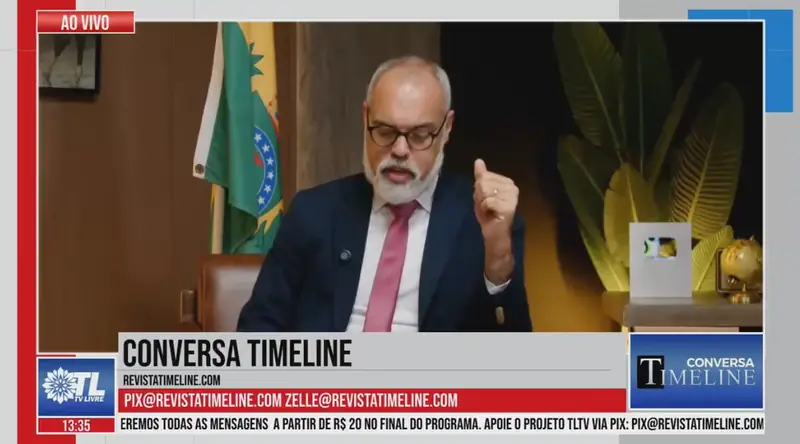 AO VIVO
CONVERSA TIMELINE
REVISTATIMELINE.COM
PIX@REVISTATIMELINE.COM ZELLE@REVISTATIMELINE.COM
T
CONVERSA
TIMELINE
TL
TV LIVRE
13:35
EREMOS TODAS AS MENSAGENS A PARTIR DE R$ 20 NO FINAL DO PROGRAMA. APOIE O PROJETO TLTV VIA PIX: PIX@REVISTATIMELINE.COM